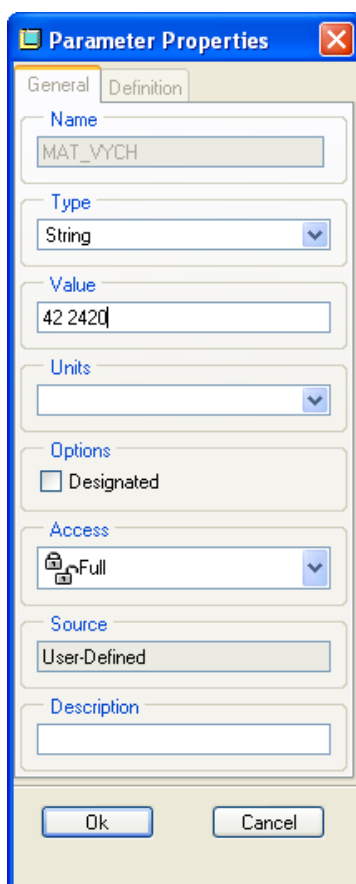 Parameter Properties
General Definition
Name
MAT_VYCH
Type
String
Value
42 2420
Units
Options
Designated
Access
Full
Source
User-Defined
Description
Ok Cancel